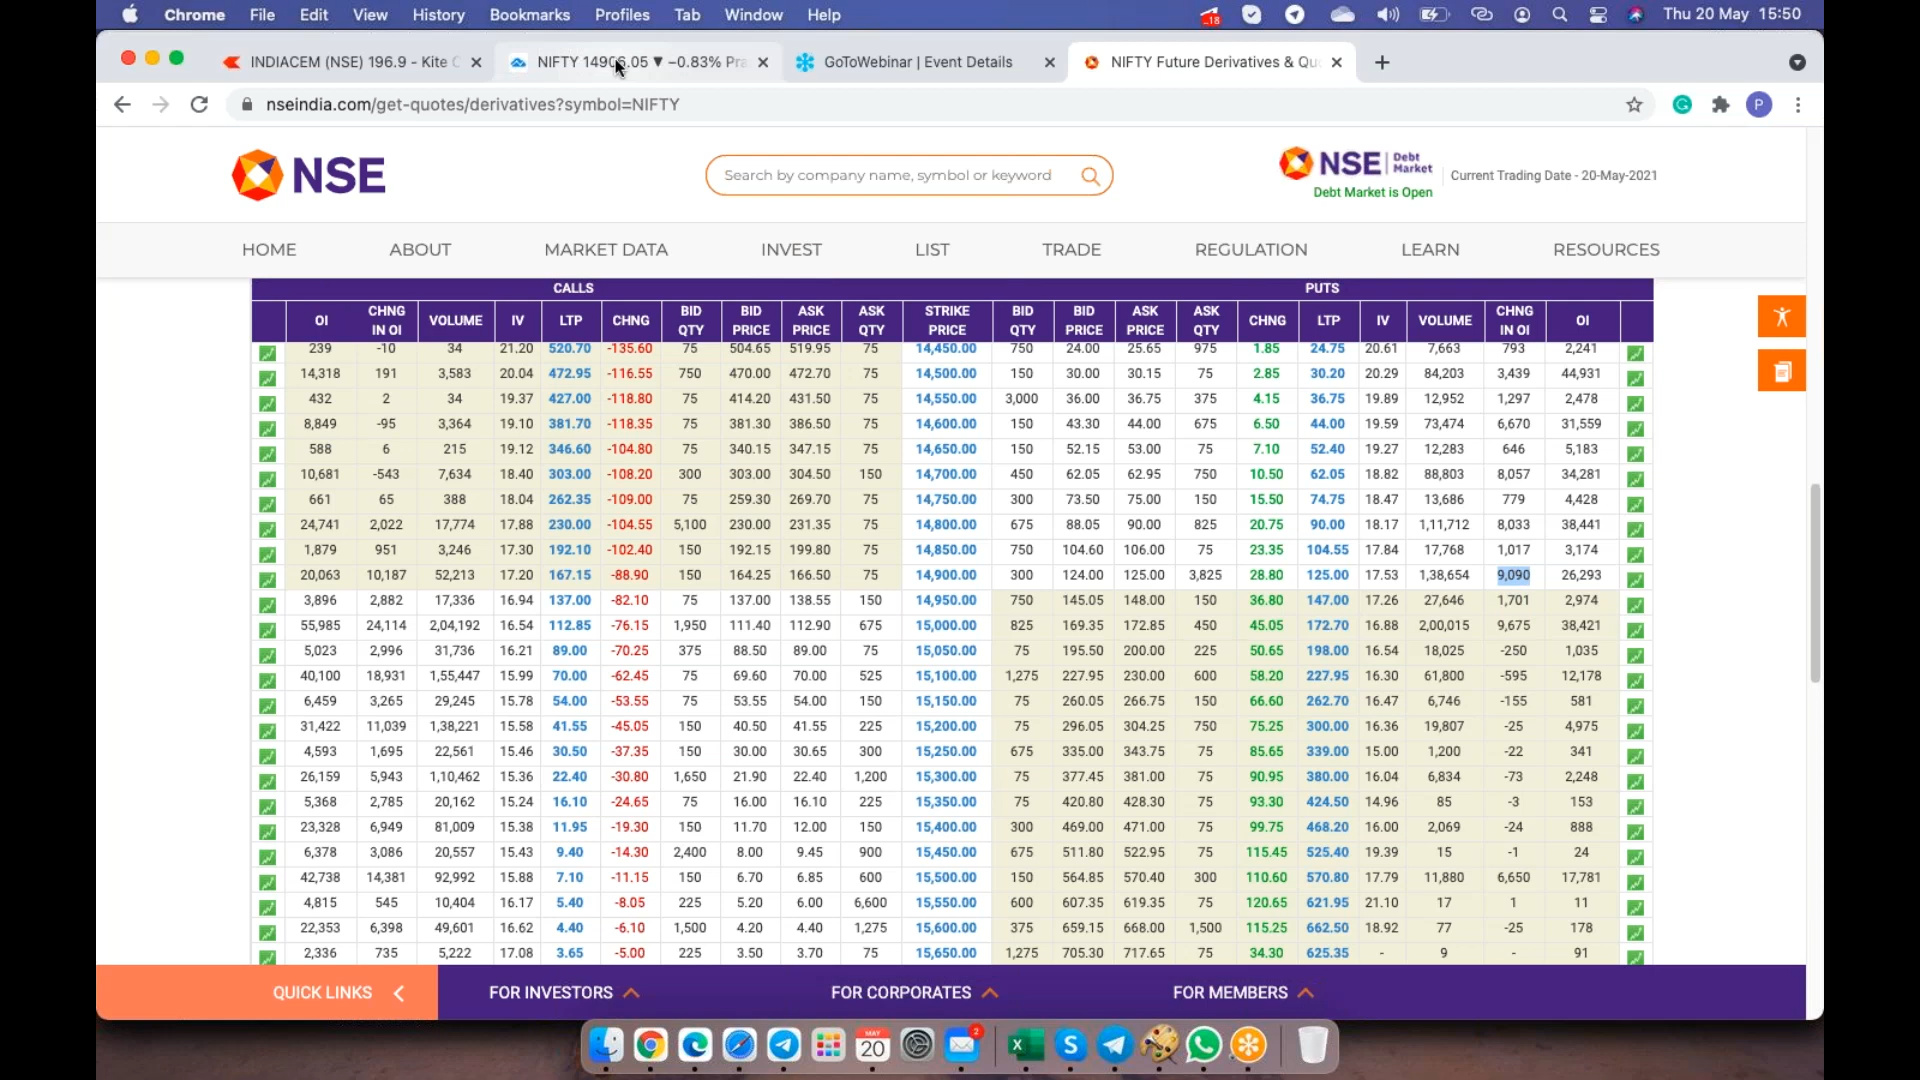 Chrome File Edit View History Bookmarks Profiles Tab Window Help 18 Thu 20 May 15:50
INDIACEM (NSE) 196.9 - Kite C NIFTY 14906.05 ▼ −0.83% Pra GoToWebinar | Event Details NIFTY Future Derivatives & Qu
nseindia.com/get-quotes/derivatives?symbol=NIFTY P
NSE Search by company name, symbol or keyword NSE Debt Market Current Trading Date - 20-May-2021
Debt Market is Open
HOME ABOUT MARKET DATA INVEST LIST TRADE REGULATION LEARN RESOURCES
CALLS PUTS
OI CHNG IN OI VOLUME IV LTP CHNG BID QTY BID PRICE ASK PRICE ASK QTY STRIKE PRICE BID QTY BID PRICE ASK PRICE ASK QTY CHNG LTP IV VOLUME CHNG IN OI OI
239 -10 34 21.20 520.70 -135.60 75 504.65 519.95 75 14,450.00 750 24.00 25.65 975 1.85 24.75 20.61 7,663 793 2,241
14,318 191 3,583 20.04 472.95 -116.55 750 470.00 472.70 75 14,500.00 150 30.00 30.15 75 2.85 30.20 20.29 84,203 3,439 44,931
432 2 34 19.37 427.00 -118.80 75 414.20 431.50 75 14,550.00 3,000 36.00 36.75 375 4.15 36.75 19.89 12,952 1,297 2,478
8,849 -95 3,364 19.10 381.70 -118.35 75 381.30 386.50 75 14,600.00 150 43.30 44.00 675 6.50 44.00 19.59 73,474 6,670 31,559
588 6 215 19.12 346.60 -104.80 75 340.15 347.15 75 14,650.00 150 52.15 53.00 75 7.10 52.40 19.27 12,283 646 5,183
10,681 -543 7,634 18.40 303.00 -108.20 300 303.00 304.50 150 14,700.00 450 62.05 62.95 750 10.50 62.05 18.82 88,803 8,057 34,281
661 65 388 18.04 262.35 -109.00 75 259.30 269.70 75 14,750.00 300 73.50 75.00 150 15.50 74.75 18.47 13,686 779 4,428
24,741 2,022 17,774 17.88 230.00 -104.55 5,100 230.00 231.35 75 14,800.00 675 88.05 90.00 825 20.75 90.00 18.17 1,11,712 8,033 38,441
1,879 951 3,246 17.30 192.10 -102.40 150 192.15 199.80 75 14,850.00 750 104.60 106.00 75 23.35 104.55 17.84 17,768 1,017 3,174
20,063 10,187 52,213 17.20 167.15 -88.90 150 164.25 166.50 75 14,900.00 300 124.00 125.00 3,825 28.80 125.00 17.53 1,38,654 9,090 26,293
3,896 2,882 17,336 16.94 137.00 -82.10 75 137.00 138.55 150 14,950.00 750 145.05 148.00 150 36.80 147.00 17.26 27,646 1,701 2,974
55,985 24,114 2,04,192 16.54 112.85 -76.15 1,950 111.40 112.90 675 15,000.00 825 169.35 172.85 450 45.05 172.70 16.88 2,00,015 9,675 38,421
5,023 2,996 31,736 16.21 89.00 -70.25 375 88.50 89.00 75 15,050.00 75 195.50 200.00 225 50.65 198.00 16.54 18,025 -250 1,035
40,100 18,931 1,55,447 15.99 70.00 -62.45 75 69.60 70.00 525 15,100.00 1,275 227.95 230.00 600 58.20 227.95 16.30 61,800 -595 12,178
6,459 3,265 29,245 15.78 54.00 -53.55 75 53.55 54.00 150 15,150.00 75 260.05 266.75 150 66.60 262.70 16.47 6,746 -155 581
31,422 11,039 1,38,221 15.58 41.55 -45.05 150 40.50 41.55 225 15,200.00 75 296.05 304.25 750 75.25 300.00 16.36 19,807 -25 4,975
4,593 1,695 22,561 15.46 30.50 -37.35 150 30.00 30.65 300 15,250.00 675 335.00 343.75 75 85.65 339.00 15.00 1,200 -22 341
26,159 5,943 1,10,462 15.36 22.40 -30.80 1,650 21.90 22.40 1,200 15,300.00 75 377.45 381.00 75 90.95 380.00 16.04 6,834 -73 2,248
5,368 2,785 20,162 15.24 16.10 -24.65 75 16.00 16.10 225 15,350.00 75 420.80 428.30 75 93.30 424.50 14.96 85 -3 153
23,328 6,949 81,009 15.38 11.95 -19.30 150 11.70 12.00 150 15,400.00 300 469.00 471.00 75 99.75 468.20 16.00 2,069 -24 888
6,378 3,086 20,557 15.43 9.40 -14.30 2,400 8.00 9.45 900 15,450.00 675 511.80 522.95 75 115.45 525.40 19.39 15 -1 24
42,738 14,381 92,992 15.88 7.10 -11.15 150 6.70 6.85 600 15,500.00 150 564.85 570.40 300 110.60 570.80 17.79 11,880 6,650 17,781
4,815 545 10,404 16.17 5.40 -8.05 225 5.20 6.00 6,600 15,550.00 600 607.35 619.35 75 120.65 621.95 21.10 17 1 11
22,353 6,398 49,601 16.62 4.40 -6.10 1,500 4.20 4.40 1,275 15,600.00 375 659.15 668.00 1,500 115.25 662.50 18.92 77 -25 178
2,336 735 5,222 17.08 3.65 -5.00 225 3.50 3.70 75 15,650.00 1,275 705.30 717.65 75 34.30 625.35 - 9 - 91
QUICK LINKS FOR INVESTORS FOR CORPORATES FOR MEMBERS
MAY 20 2 X S